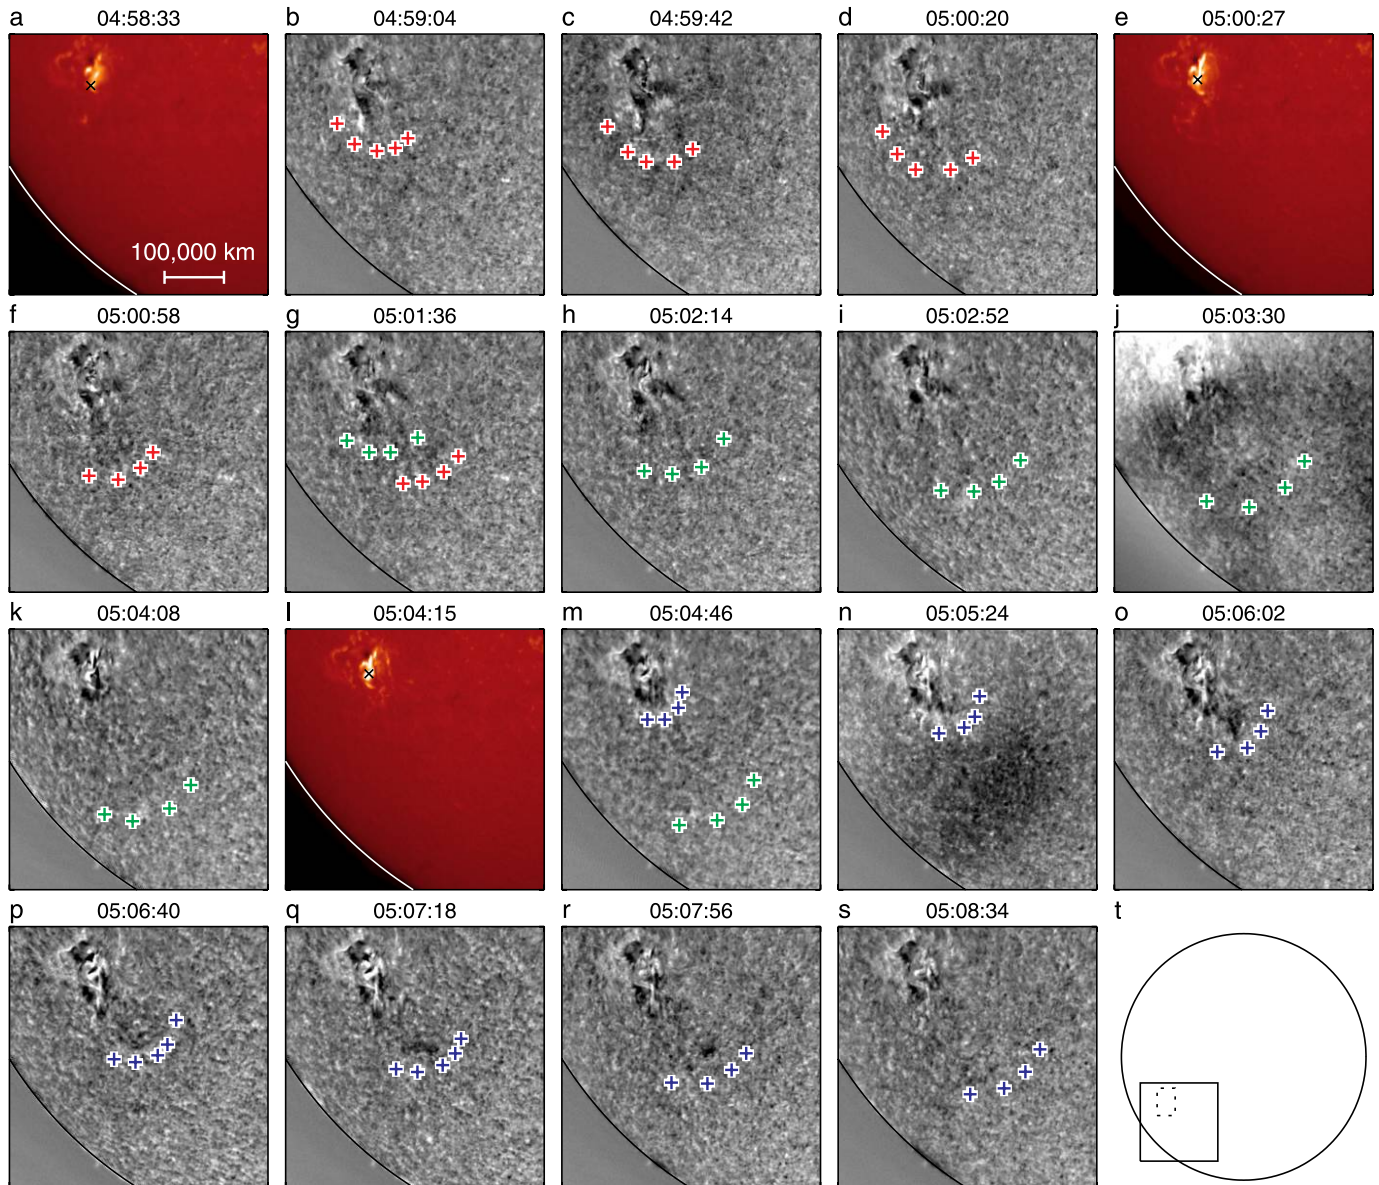 a 04:58:33 b 04:59:04 c 04:59:42 d 05:00:20 e 05:00:27
100,000 km
f 05:00:58 g 05:01:36 h 05:02:14 i 05:02:52 j 05:03:30
k 05:04:08 l 05:04:15 m 05:04:46 n 05:05:24 o 05:06:02
p 05:06:40 q 05:07:18 r 05:07:56 s 05:08:34 t